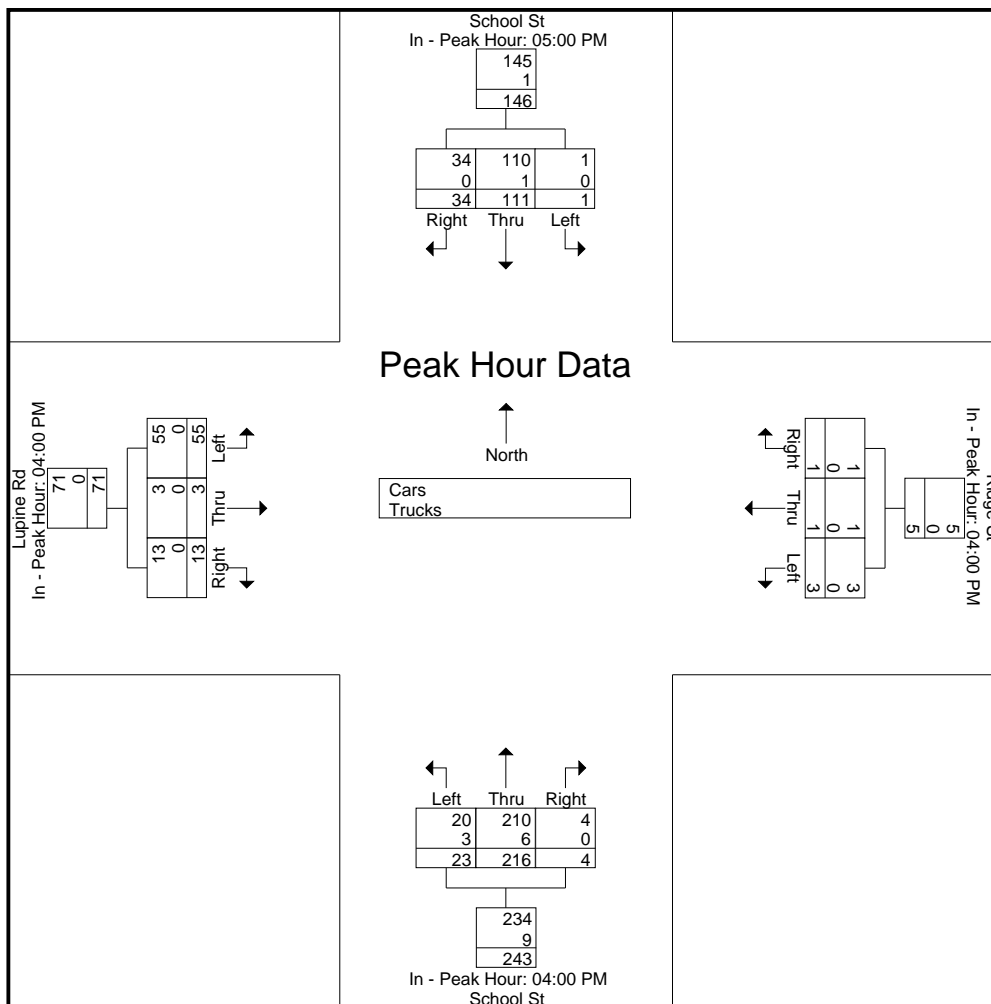 School St
In - Peak Hour: 05:00 PM
145
1
146
34 110 1
0 1 0
34 111 1
Right Thru Left
Peak Hour Data
North
Cars
Trucks
Lupine Rd
In - Peak Hour: 04:00 PM
71
0
71
55 3 13
0 0 0
55 3 13
Left Thru Right
Ridge St
In - Peak Hour: 04:00 PM
5
0
5
1 1 3
0 0 0
1 1 3
Right Thru Left
Left Thru Right
20 210 4
3 6 0
23 216 4
234
9
243
In - Peak Hour: 04:00 PM
School St